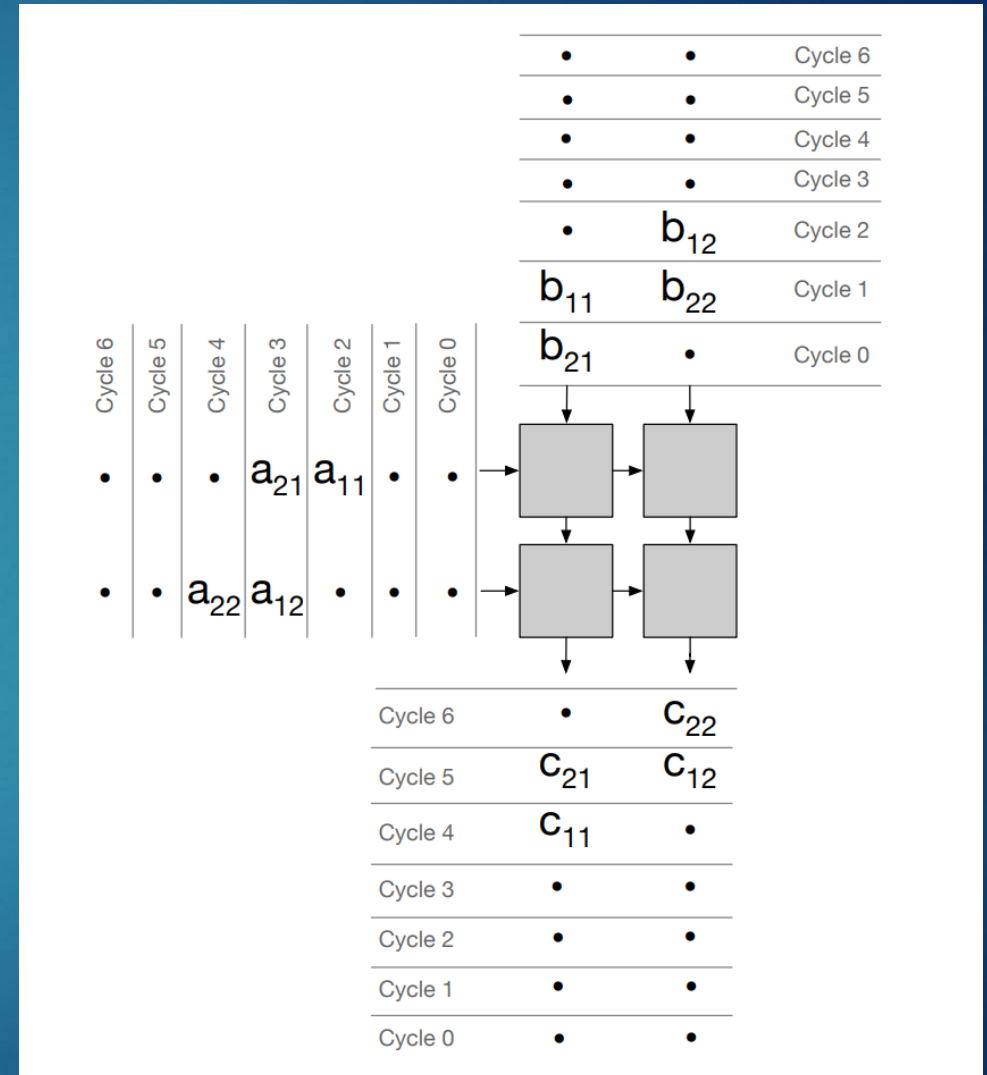 • • Cycle 6
• • Cycle 5
• • Cycle 4
• • Cycle 3
• b12 Cycle 2
b11 b22 Cycle 1
b21 • Cycle 0
Cycle 6 Cycle 5 Cycle 4 Cycle 3 Cycle 2 Cycle 1 Cycle 0
• • • a21 a11 • •
• • a22 a12 • • •
Cycle 6 • c22
Cycle 5 c21 c12
Cycle 4 c11 •
Cycle 3 • •
Cycle 2 • •
Cycle 1 • •
Cycle 0 • •